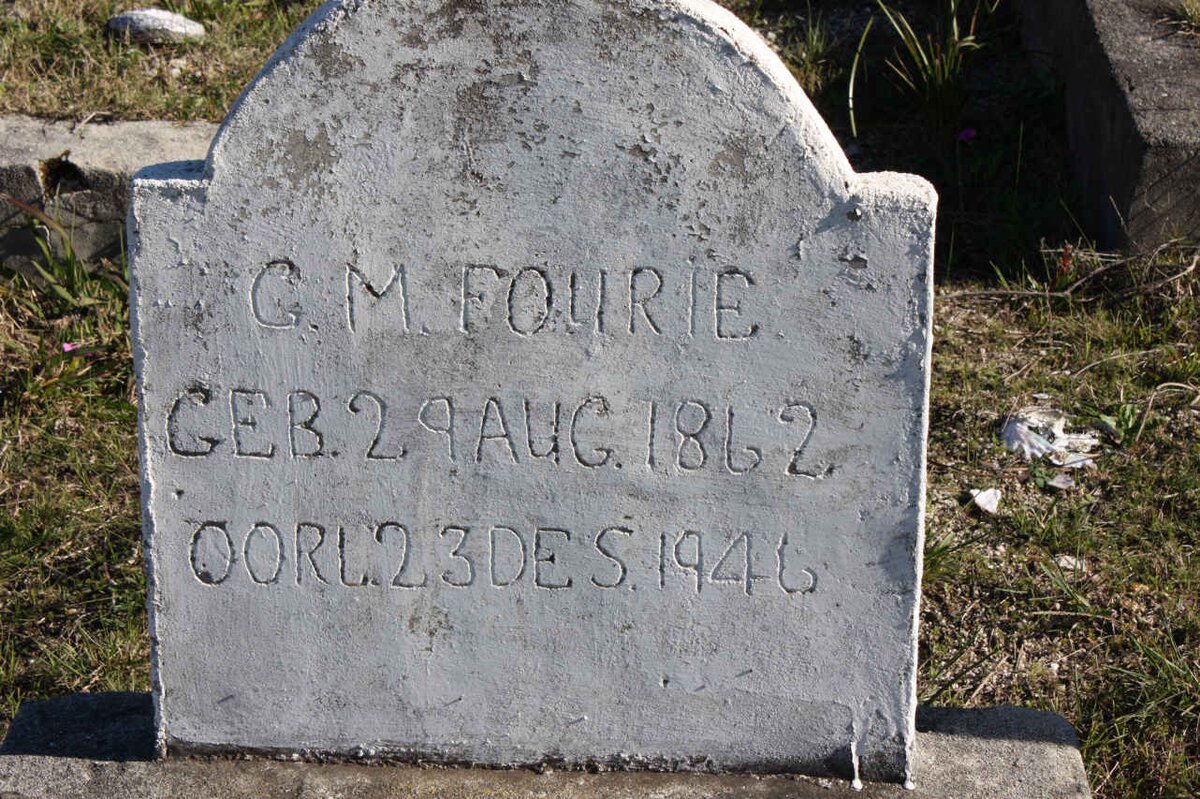 G. M. FOURIE.
GEB. 29 AUG. 1862
OORL. 23 DES. 1946